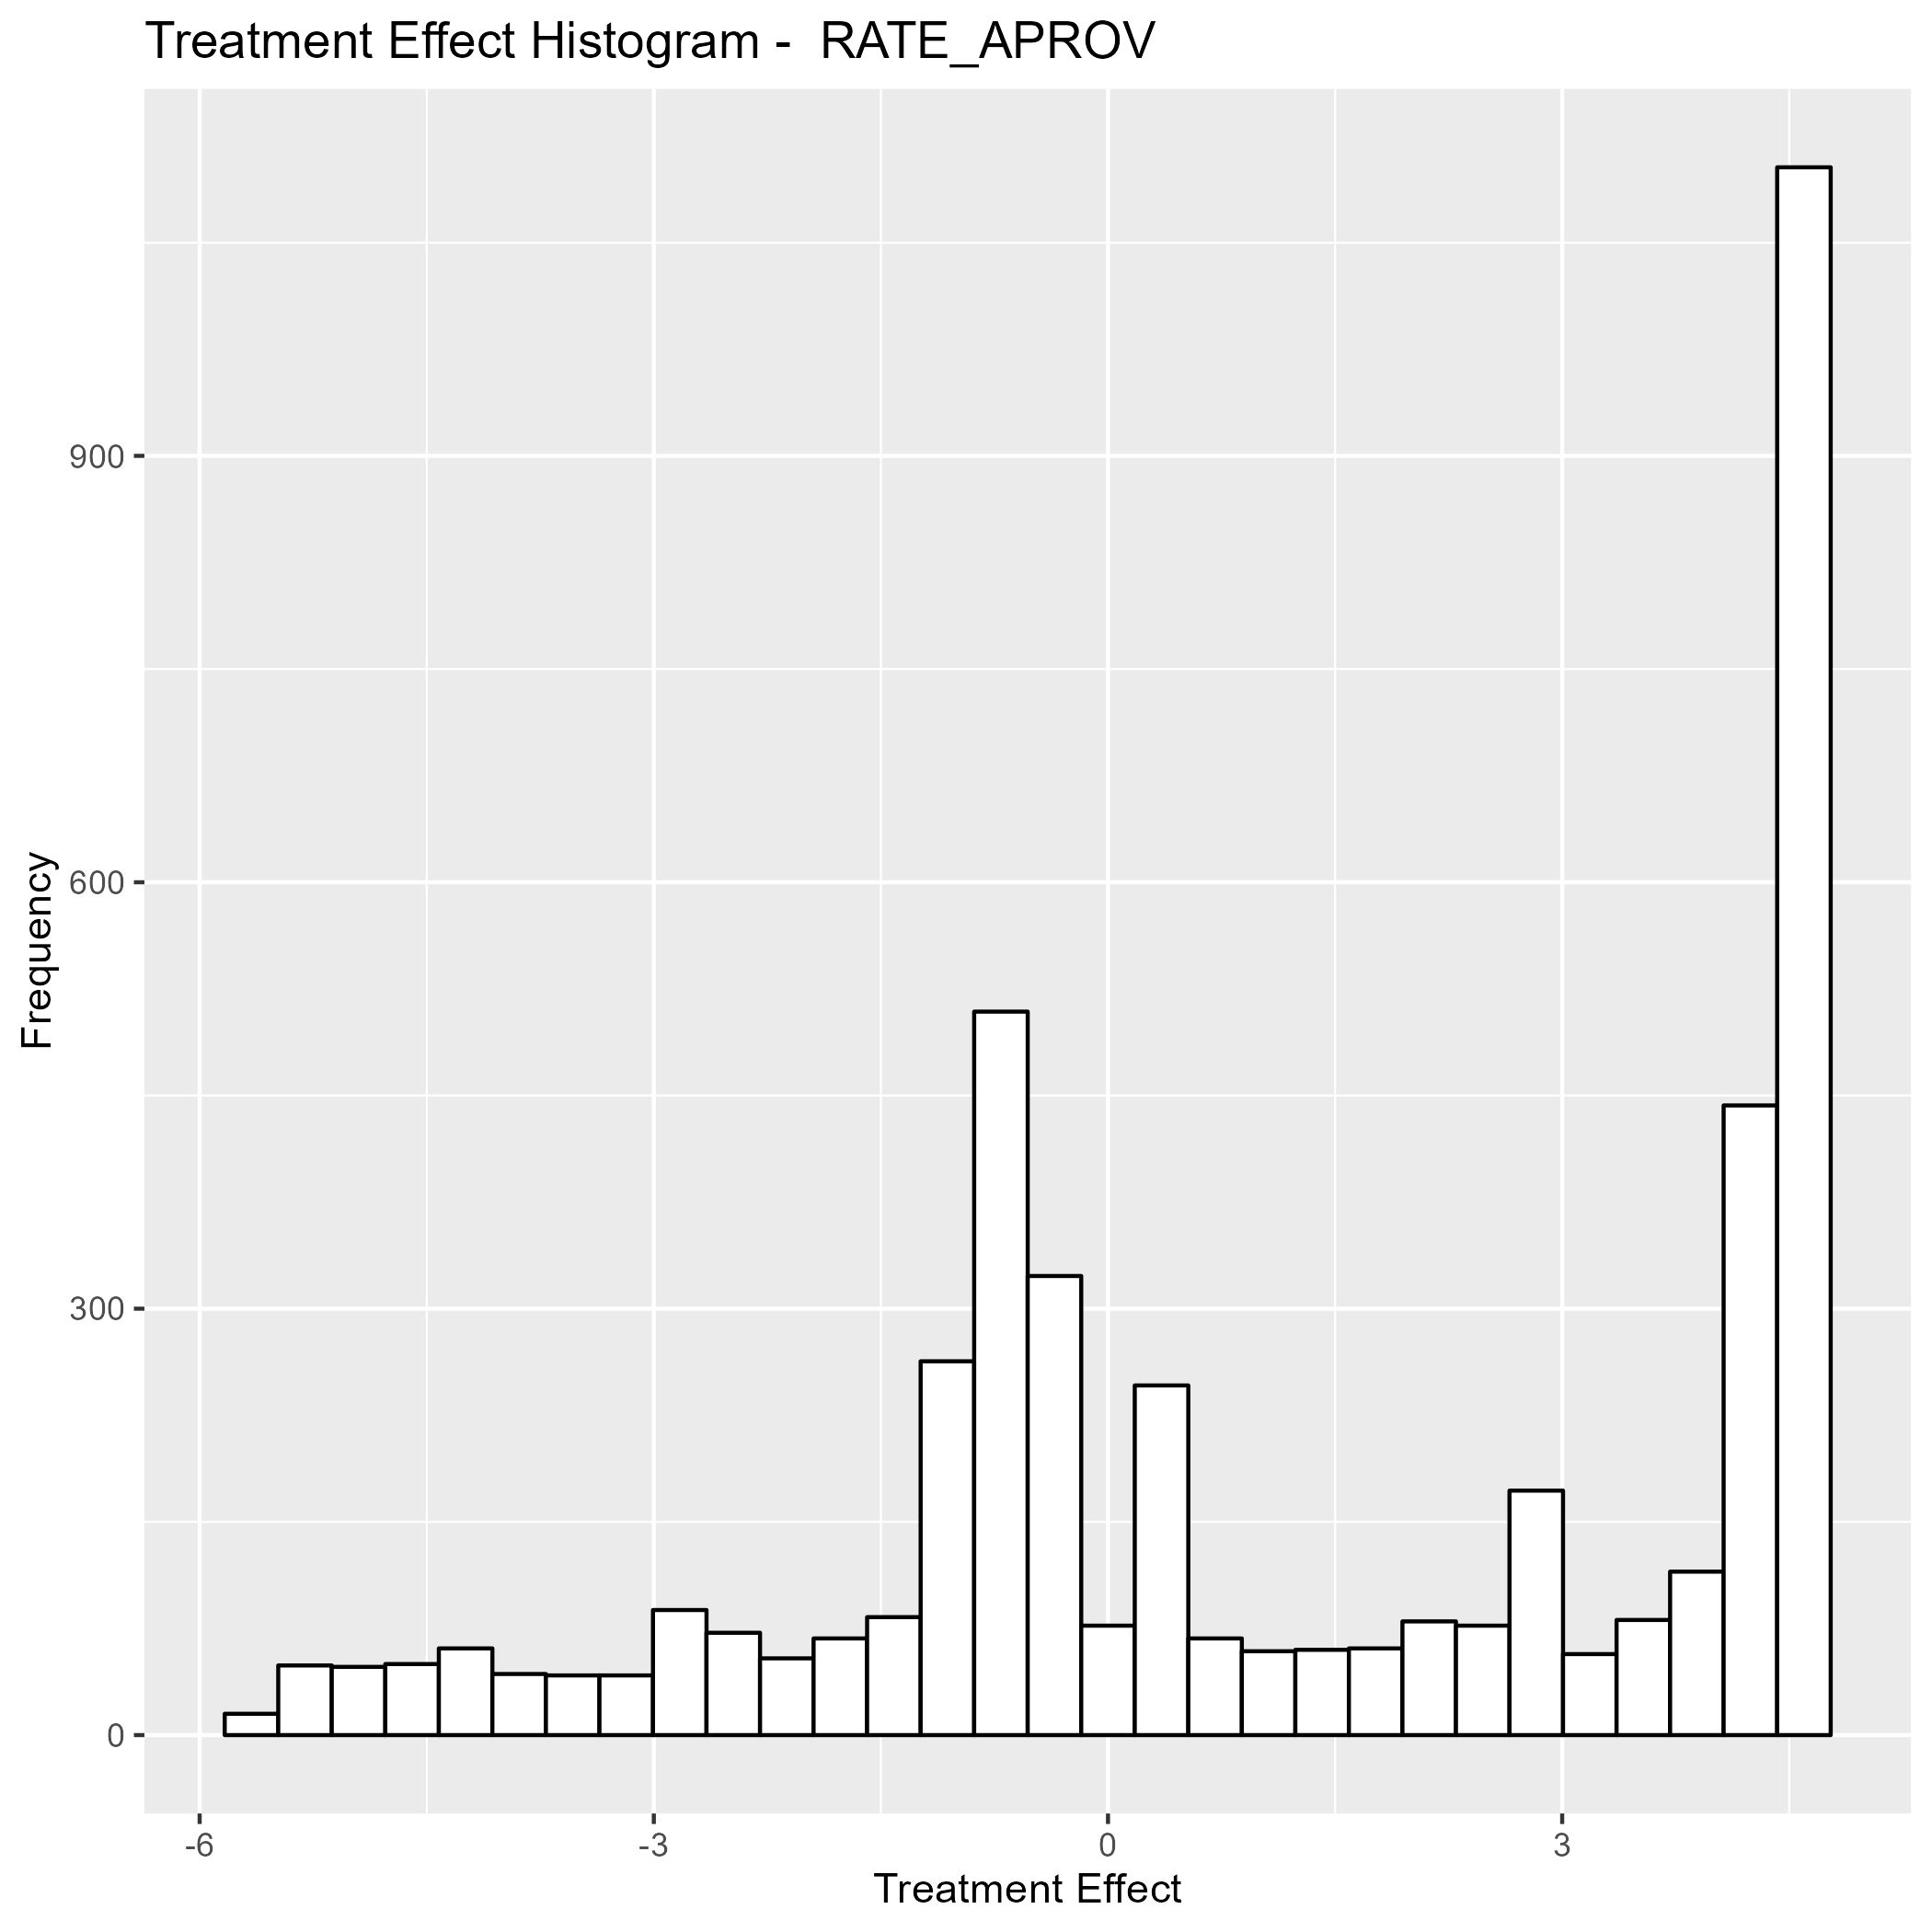 Treatment Effect Histogram -  RATE_APROV
Frequency
900
600
300
0
-6
-3
0
3
Treatment Effect